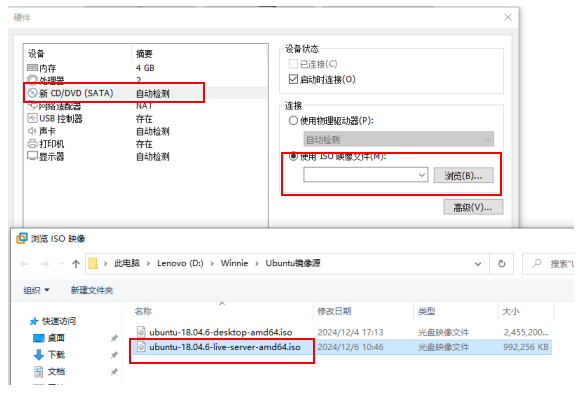 硬件
设备 摘要
内存 4 GB
处理器 2
新 CD/DVD (SATA) 自动检测
网络适配器 NAT
USB 控制器 存在
声卡 自动检测
打印机 存在
显示器 自动检测
设备状态
已连接(C)
启动时连接(O)
连接
使用物理驱动器(P):
自动检测
使用 ISO 映像文件(M):
浏览(B)...
高级(V)...
浏览 ISO 映像
此电脑 › Lenovo (D:) › Winnie › Ubuntu镜像源
搜索"U
组织 新建文件夹
名称 修改日期 类型 大小
快速访问
桌面
下载
文档
ubuntu-18.04.6-desktop-amd64.iso 2024/12/4 17:13 光盘映像文件 2,455,200...
ubuntu-18.04.6-live-server-amd64.iso 2024/12/6 10:46 光盘映像文件 992,256 KB